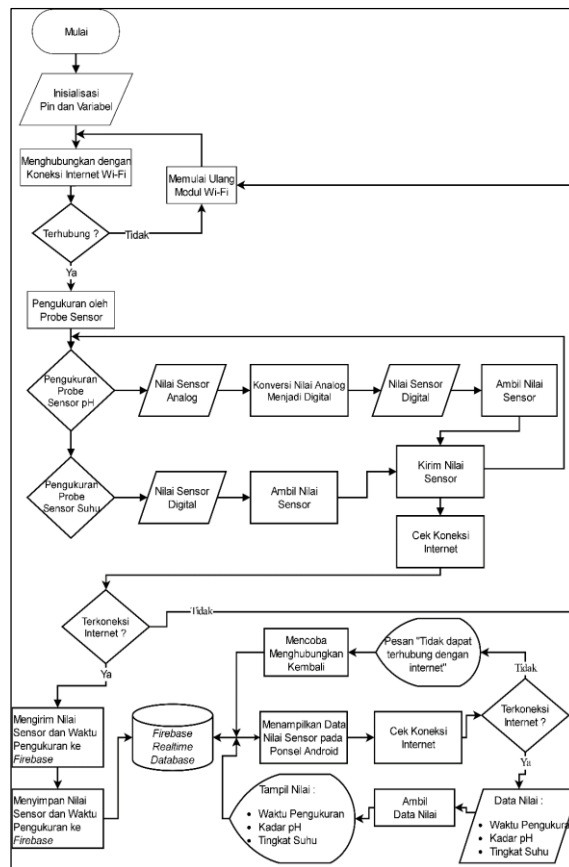 Mulai
Inisialisasi
Pin dan Variabel
Menghubungkan dengan
Koneksi Internet Wi-Fi
Memulai Ulang
Modul Wi-Fi
Terhubung ?
Tidak
Ya
Pengukuran oleh
Probe Sensor
Pengukuran
Probe
Sensor pH
Nilai Sensor
Analog
Konversi Nilai Analog
Menjadi Digital
Nilai Sensor
Digital
Ambil Nilai
Sensor
Pengukuran
Probe
Sensor Suhu
Nilai Sensor
Digital
Ambil Nilai
Sensor
Kirim Nilai
Sensor
Cek Koneksi
Internet
Terkoneksi
Internet ?
Tidak
Ya
Mencoba
Menghubungkan
Kembali
Pesan "Tidak dapat
terhubung dengan
internet"
Tidak
Mengirim Nilai
Sensor dan Waktu
Pengukuran ke
Firebase
Firebase
Realtime
Database
Menampilkan Data
Nilai Sensor pada
Ponsel Android
Cek Koneksi
Internet
Terkoneksi
Internet ?
Ya
Menyimpan Nilai
Sensor dan Waktu
Pengukuran ke
Firebase
Tampil Nilai :
• Waktu Pengukuran
• Kadar pH
• Tingkat Suhu
Ambil
Data Nilai
Data Nilai :
• Waktu Pengukuran
• Kadar pH
• Tingkat Suhu